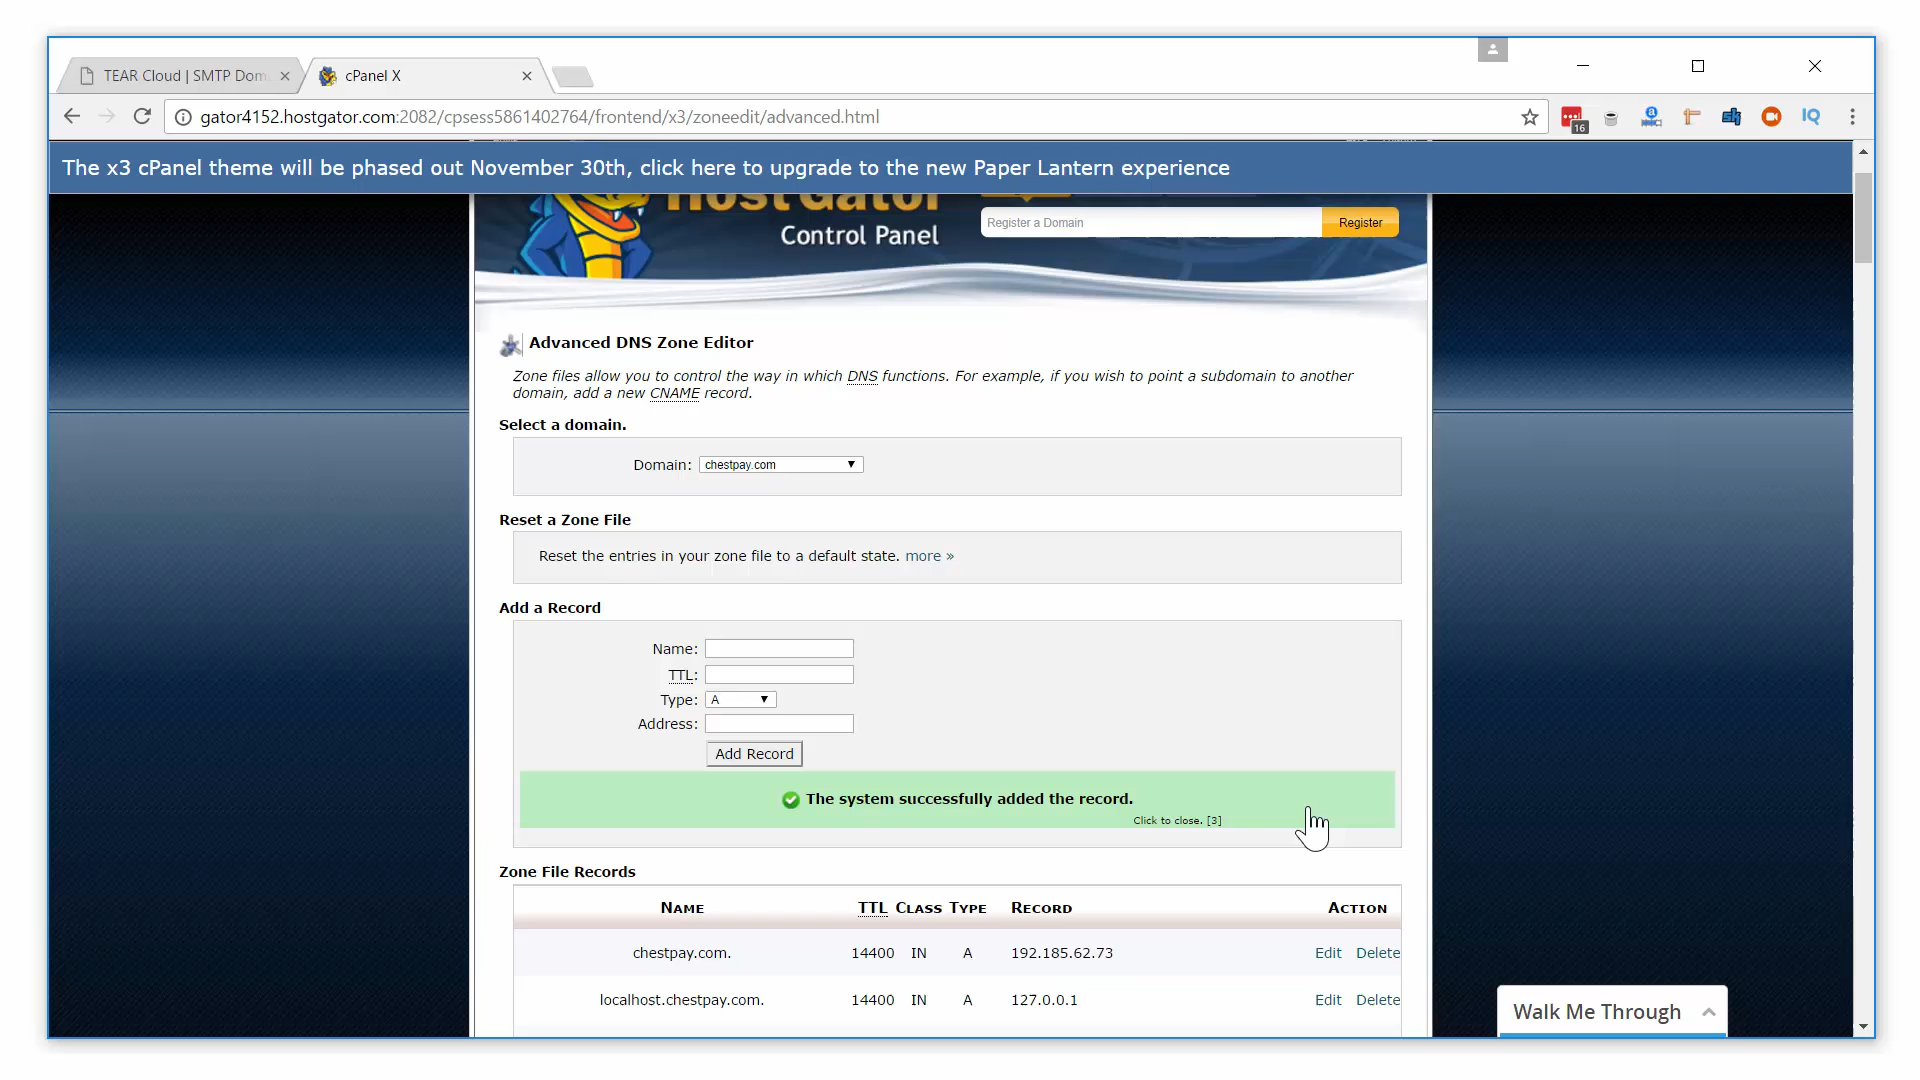 TEAR Cloud | SMTP Dom
cPanel X
gator4152.hostgator.com:2082/cpsess5861402764/frontend/x3/zoneedit/advanced.html
16
IQ
The x3 cPanel theme will be phased out November 30th, click here to upgrade to the new Paper Lantern experience
HostGator
Control Panel
Register a Domain
Register
Advanced DNS Zone Editor
Zone files allow you to control the way in which DNS functions. For example, if you wish to point a subdomain to another
domain, add a new CNAME record.
Select a domain.
Domain: chestpay.com
Reset a Zone File
Reset the entries in your zone file to a default state. more »
Add a Record
Name:
TTL:
Type: A
Address:
Add Record
The system successfully added the record.
Click to close. [3]
Zone File Records
Name TTL Class Type Record Action
chestpay.com. 14400 IN A 192.185.62.73 Edit Delete
localhost.chestpay.com. 14400 IN A 127.0.0.1 Edit Delete
Walk Me Through